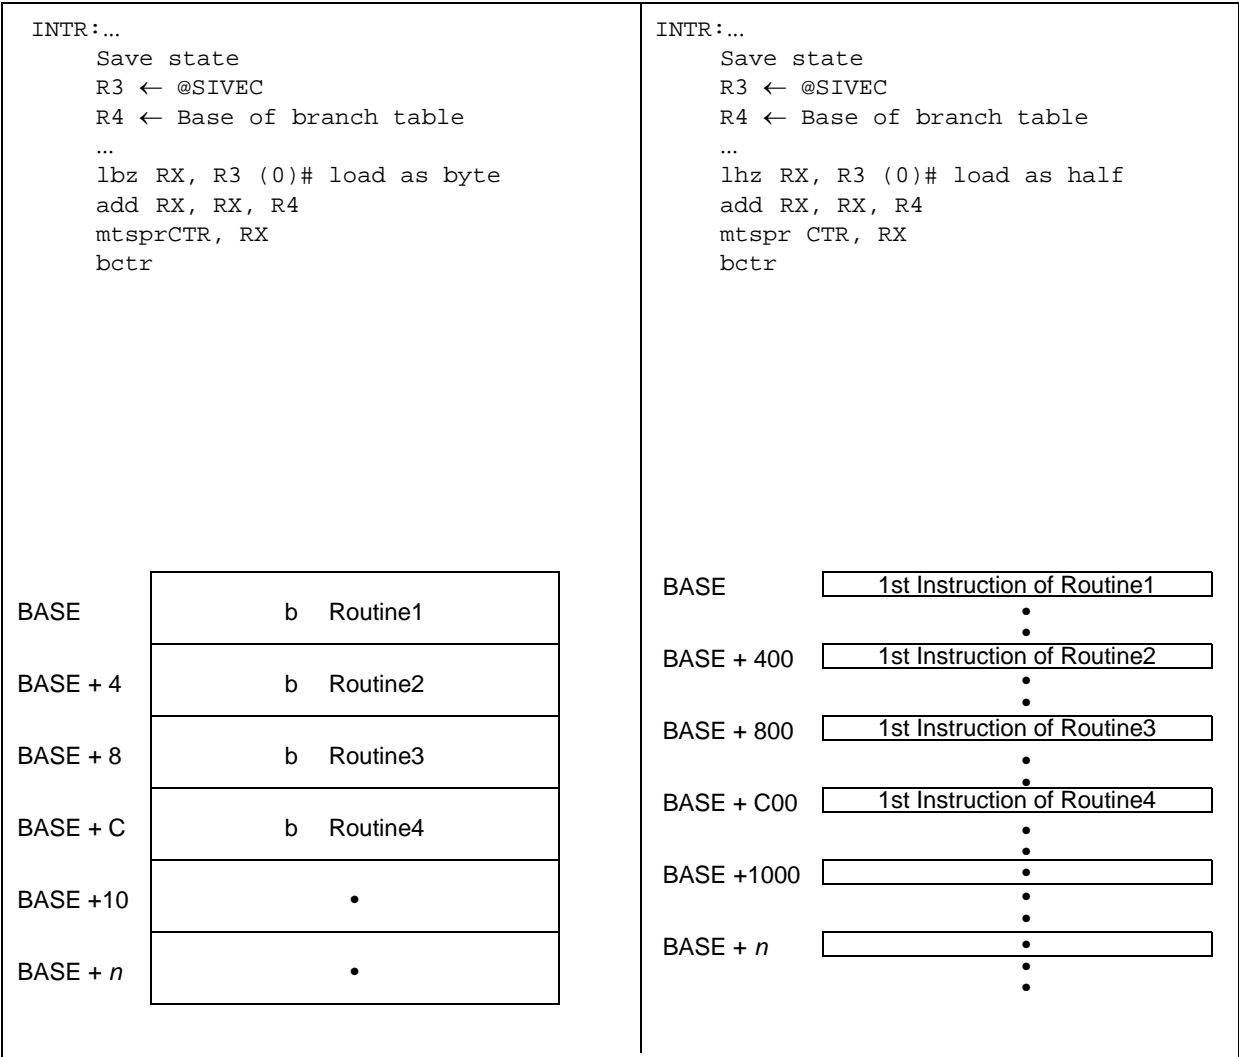 INTR:...
Save state
R3 ← @SIVEC
R4 ← Base of branch table
...
lbz RX, R3 (0)# load as byte
add RX, RX, R4
mtsprCTR, RX
bctr
BASE b Routine1
BASE + 4 b Routine2
BASE + 8 b Routine3
BASE + C b Routine4
BASE +10 •
BASE + n •
INTR:...
Save state
R3 ← @SIVEC
R4 ← Base of branch table
...
lhz RX, R3 (0)# load as half
add RX, RX, R4
mtspr CTR, RX
bctr
BASE 1st Instruction of Routine1
•
•
BASE + 400 1st Instruction of Routine2
•
•
BASE + 800 1st Instruction of Routine3
•
•
BASE + C00 1st Instruction of Routine4
•
•
BASE +1000 •
•
•
BASE + n •
•
•